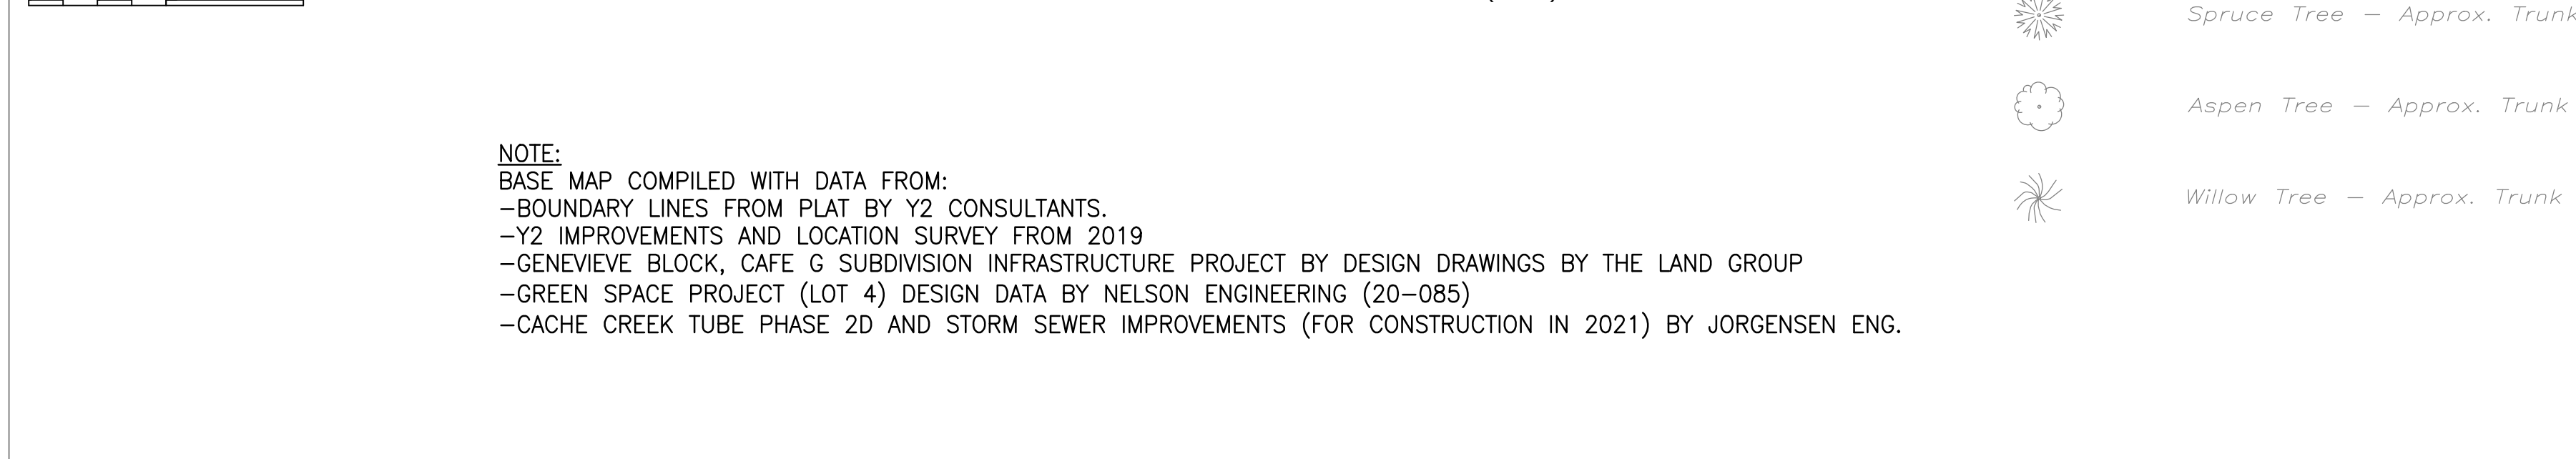 NOTE:
BASE MAP COMPILED WITH DATA FROM:
-BOUNDARY LINES FROM PLAT BY Y2 CONSULTANTS.
-Y2 IMPROVEMENTS AND LOCATION SURVEY FROM 2019
-GENEVIEVE BLOCK, CAFE G SUBDIVISION INFRASTRUCTURE PROJECT BY DESIGN DRAWINGS BY THE LAND GROUP
-GREEN SPACE PROJECT (LOT 4) DESIGN DATA BY NELSON ENGINEERING (20-085)
-CACHE CREEK TUBE PHASE 2D AND STORM SEWER IMPROVEMENTS (FOR CONSTRUCTION IN 2021) BY JORGENSEN ENG.
Spruce Tree - Approx. Trunk
Aspen Tree - Approx. Trunk
Willow Tree - Approx. Trunk